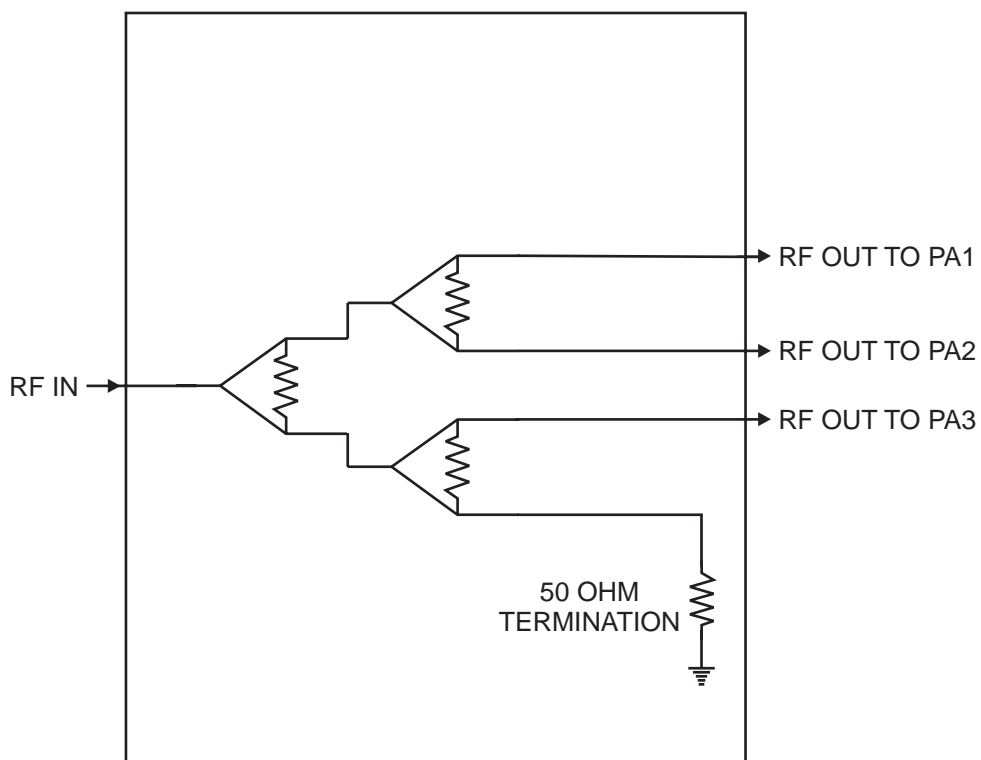 RF OUT TO PA1
RF OUT TO PA2
RF IN
RF OUT TO PA3
50 OHM
TERMINATION